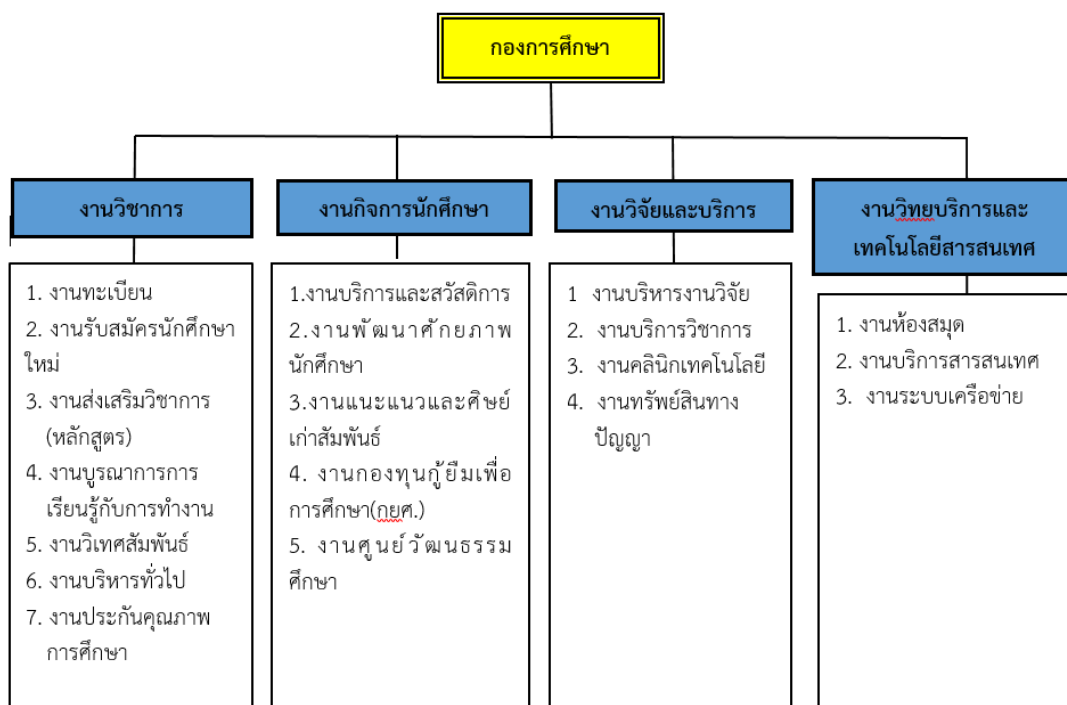 กองการศึกษา
งานวิชาการ
1. งานทะเบียน
2. งานรับสมัครนักศึกษา
ใหม่
3. งานส่งเสริมวิชาการ
(หลักสูตร)
4. งานบูรณาการการ
เรียนรู้กับการทำงาน
5. งานวิเทศสัมพันธ์
6. งานบริหารทั่วไป
7. งานประกันคุณภาพ
การศึกษา
งานกิจการนักศึกษา
1.งานบริการและสวัสดิการ
2.งานพัฒนาศักยภาพ
นักศึกษา
3.งานแนะแนวและศิษย์
เก่าสัมพันธ์
4. งานกองทุนกู้ยืมเพื่อ
การศึกษา(กยศ.)
5. งานศูนย์วัฒนธรรม
ศึกษา
งานวิจัยและบริการ
1 งานบริหารงานวิจัย
2. งานบริการวิชาการ
3. งานคลินิกเทคโนโลยี
4. งานทรัพย์สินทาง
ปัญญา
งานวิทยบริการและ
เทคโนโลยีสารสนเทศ
1. งานห้องสมุด
2. งานบริการสารสนเทศ
3. งานระบบเครือข่าย